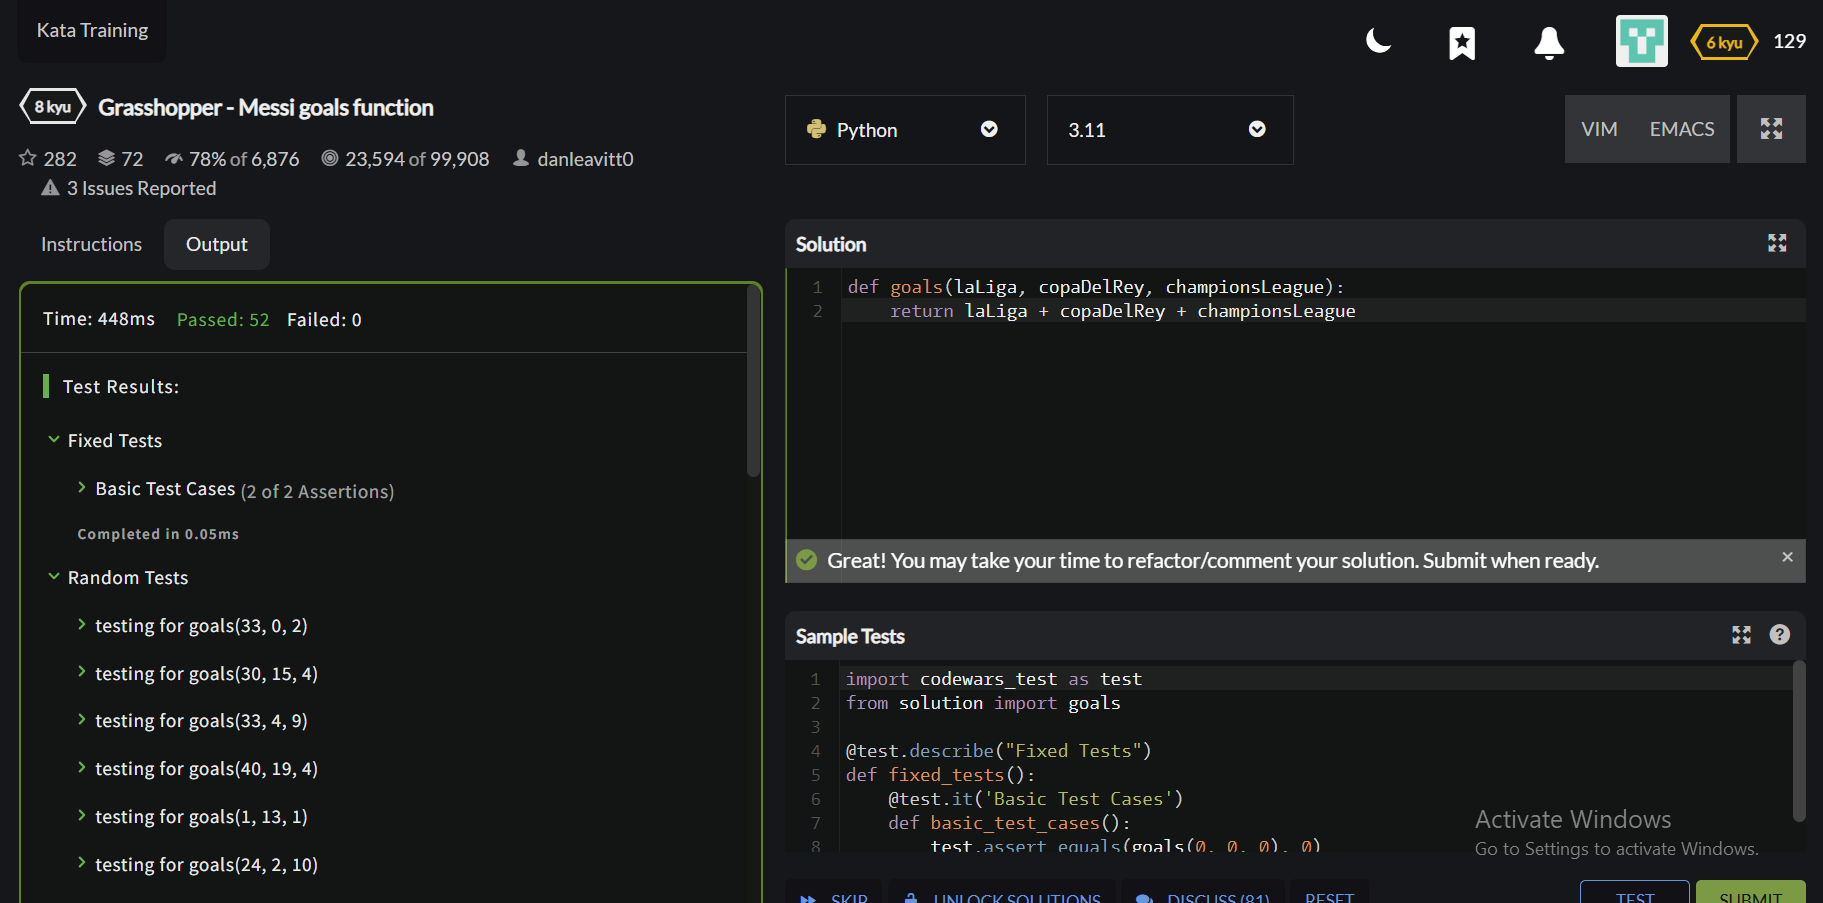 Kata Training
6 kyu 129
8 kyu Grasshopper - Messi goals function
282 72 78% of 6,876 23,594 of 99,908 danleavitt0
3 Issues Reported
Python 3.11
VIM EMACS
Instructions Output
Time: 448ms Passed: 52 Failed: 0
Test Results:
Fixed Tests
Basic Test Cases (2 of 2 Assertions)
Completed in 0.05ms
Random Tests
testing for goals(33, 0, 2)
testing for goals(30, 15, 4)
testing for goals(33, 4, 9)
testing for goals(40, 19, 4)
testing for goals(1, 13, 1)
testing for goals(24, 2, 10)
Solution
1 def goals(laLiga, copaDelRey, championsLeague):
2 return laLiga + copaDelRey + championsLeague
Great! You may take your time to refactor/comment your solution. Submit when ready.
Sample Tests
1 import codewars_test as test
2 from solution import goals
3
4 @test.describe("Fixed Tests")
5 def fixed_tests():
6 @test.it('Basic Test Cases')
7 def basic_test_cases():
8 test.assert_equals(goals(0, 0, 0), 0)
Activate Windows
Go to Settings to activate Windows.
SKIP UNLOCK SOLUTIONS DISCUSS (81) RESET TEST SUBMIT